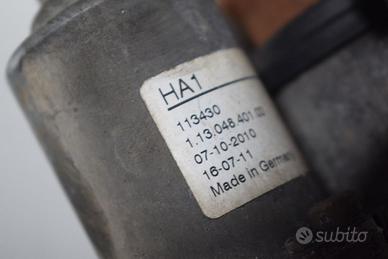 HA1
113430
1.13.048.401.00
07-10-2010
16-07-11
Made in Germany
subito